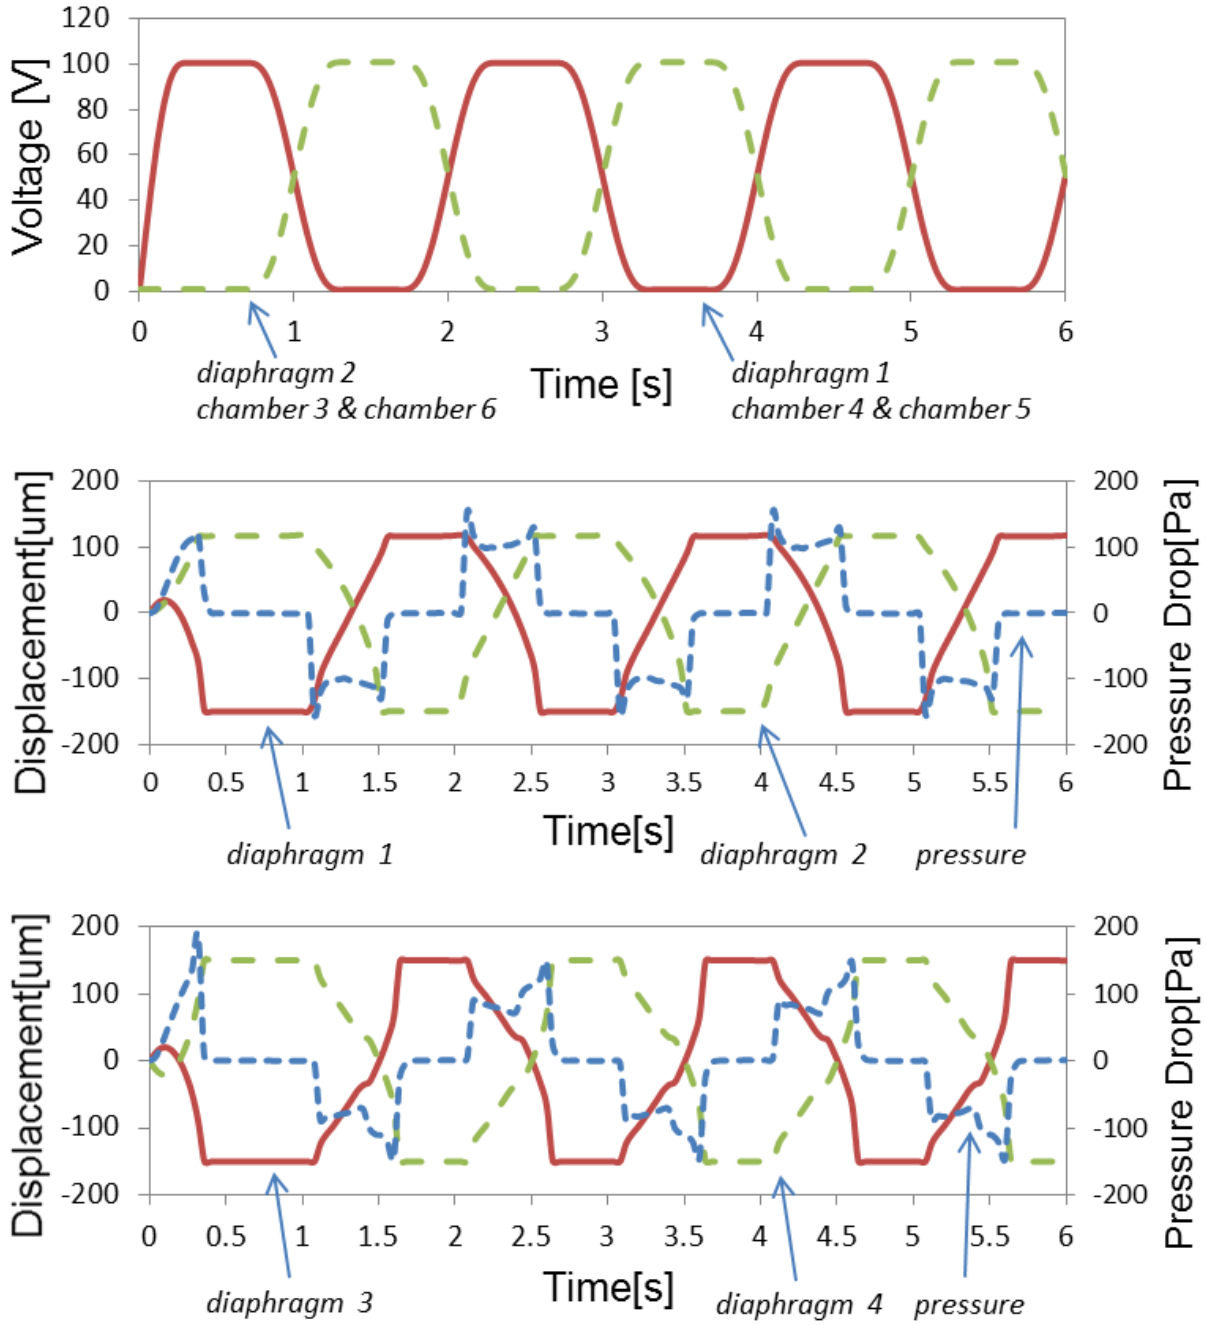 120
100
80
60
40
20
0
Voltage [V]
0 1 2 3 4 5 6
diaphragm 2
chamber 3 & chamber 6
Time [s]
diaphragm 1
chamber 4 & chamber 5
200
100
0
-100
-200
Displacement[um]
200
100
0
-100
-200
Pressure Drop[Pa]
0 0.5 1 1.5 2 2.5 3 3.5 4 4.5 5 5.5 6
Time[s]
diaphragm 1
diaphragm 2
pressure
200
100
0
-100
-200
Displacement[um]
200
100
0
-100
-200
Pressure Drop[Pa]
0 0.5 1 1.5 2 2.5 3 3.5 4 4.5 5 5.5 6
Time[s]
diaphragm 3
diaphragm 4
pressure